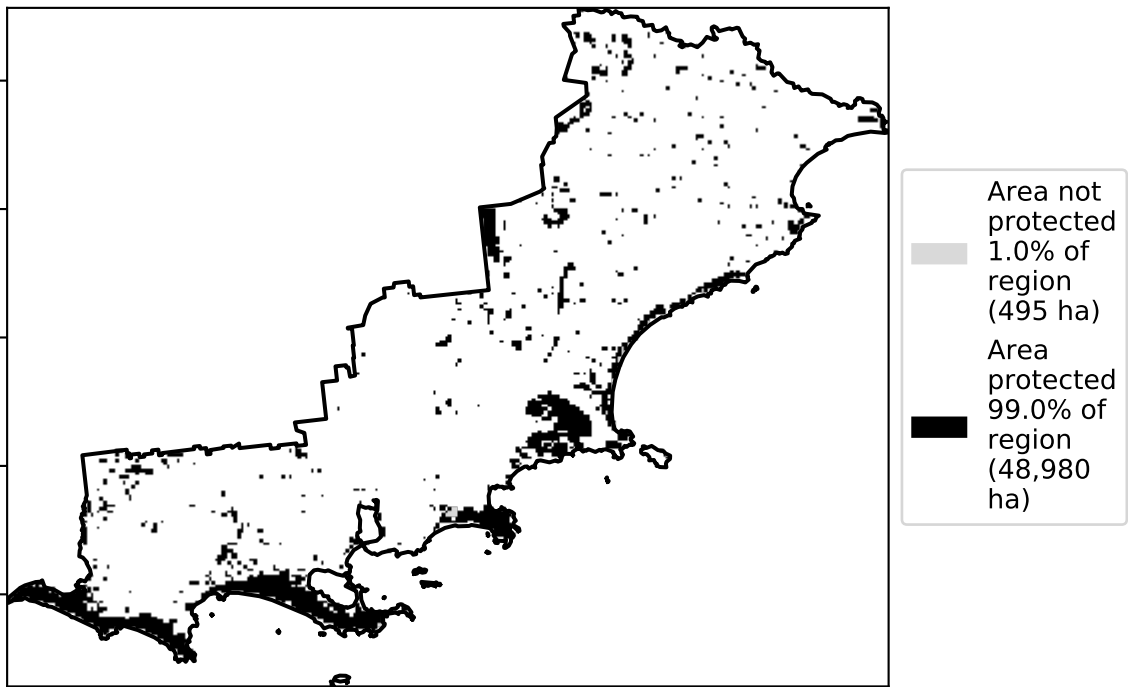 Area not
protected
1.0% of
region
(495 ha)
Area
protected
99.0% of
region
(48,980
ha)